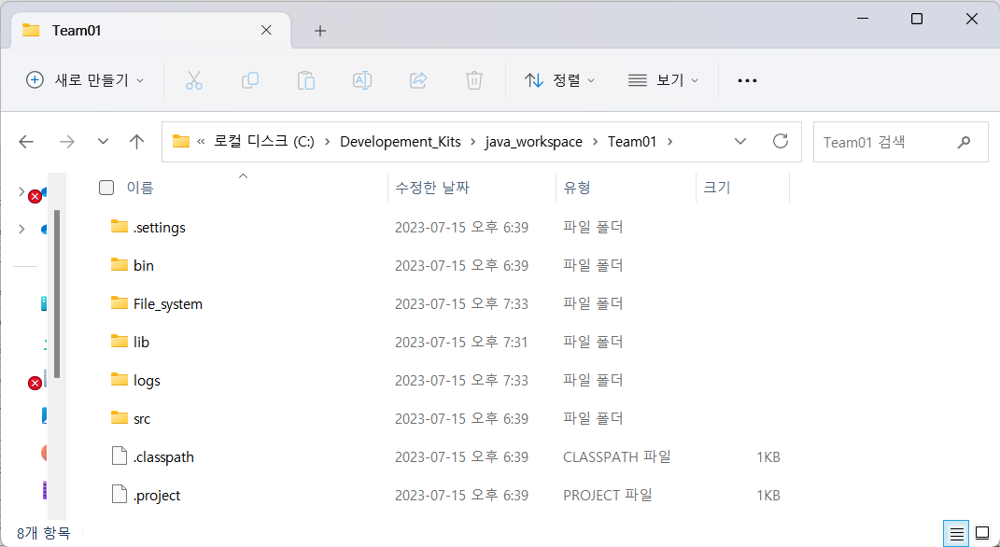 Team01
새로 만들기 정렬 보기
« 로컬 디스크 (C:) > Developement_Kits > java_workspace > Team01 > Team01 검색
이름 수정한 날짜 유형 크기
.settings 2023-07-15 오후 6:39 파일 폴더
bin 2023-07-15 오후 6:39 파일 폴더
File_system 2023-07-15 오후 7:33 파일 폴더
lib 2023-07-15 오후 7:31 파일 폴더
logs 2023-07-15 오후 7:33 파일 폴더
src 2023-07-15 오후 6:39 파일 폴더
.classpath 2023-07-15 오후 6:39 CLASSPATH 파일 1KB
.project 2023-07-15 오후 6:39 PROJECT 파일 1KB
8개 항목